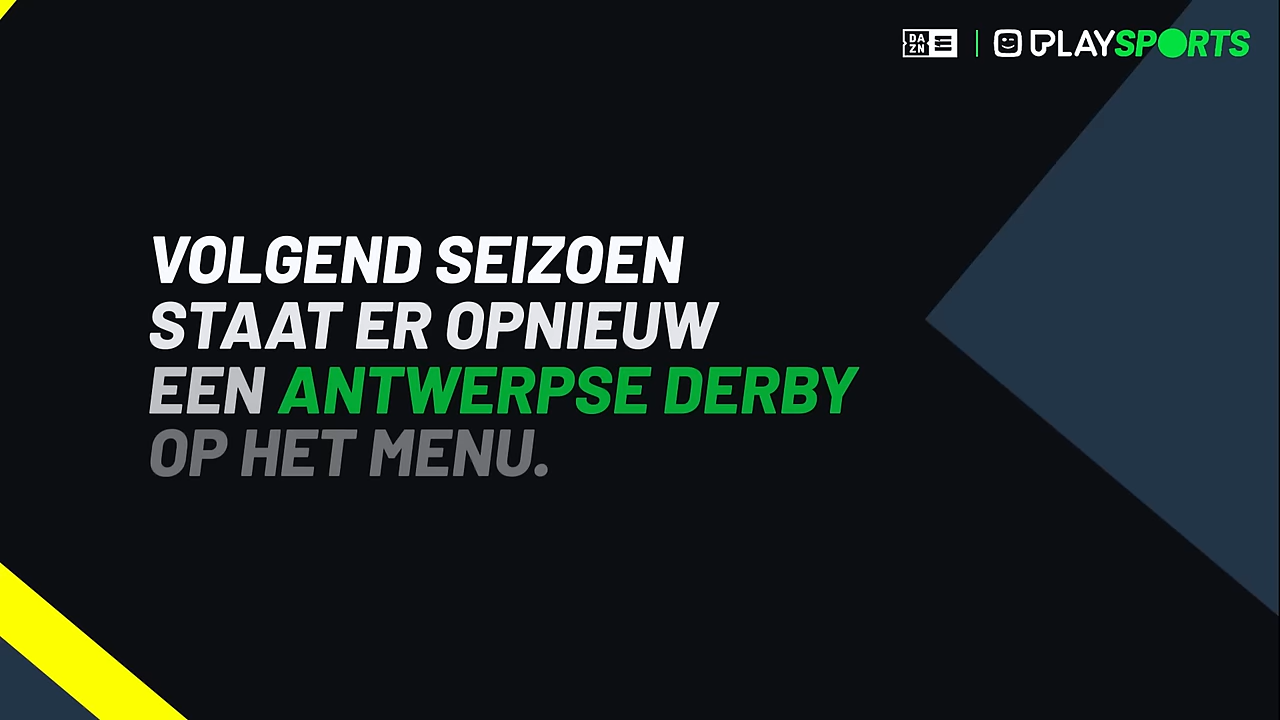 DAZN
PLAYSPORTS
VOLGEND SEIZOEN
STAAT ER OPNIEUW
EEN ANTWERPSE DERBY
OP HET MENU.